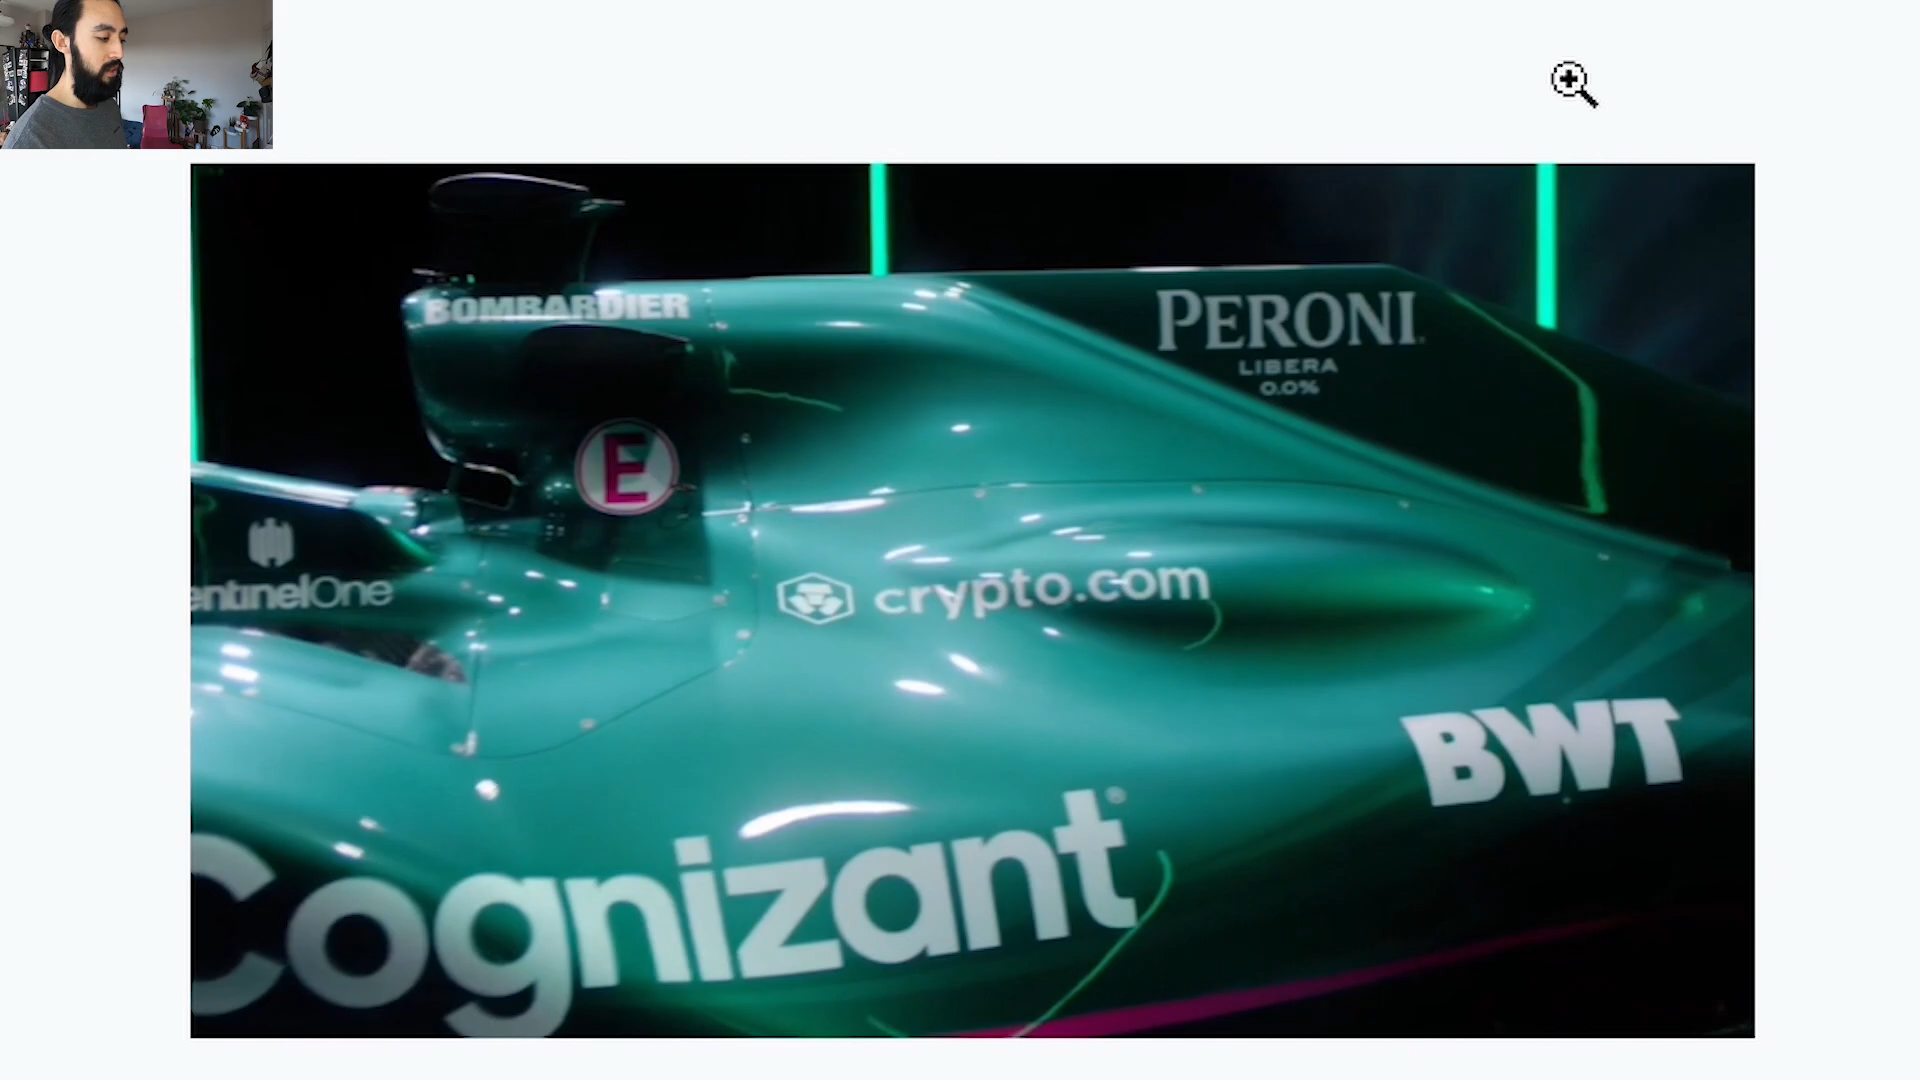 BOMBARDIER
PERONI
LIBERA
0.0%
E
entinelOne
crypto.com
BWT
Cognizant